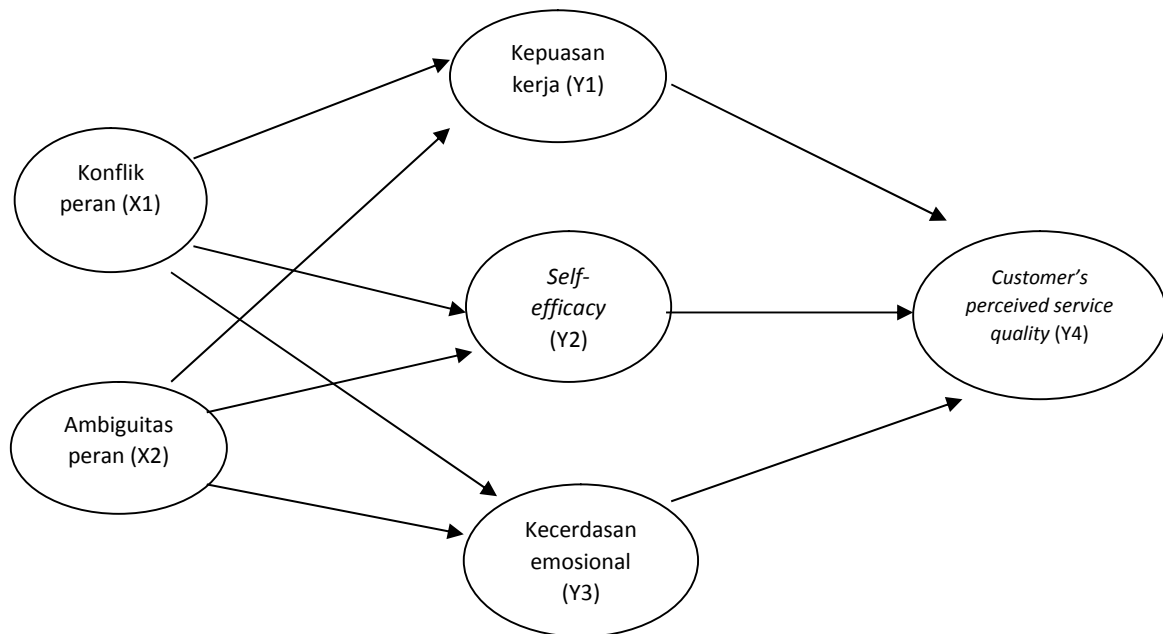 Kepuasan
kerja (Y1)
Konflik
peran (X1)
Self-
efficacy
(Y2)
Customer’s
perceived service
quality (Y4)
Ambiguitas
peran (X2)
Kecerdasan
emosional
(Y3)